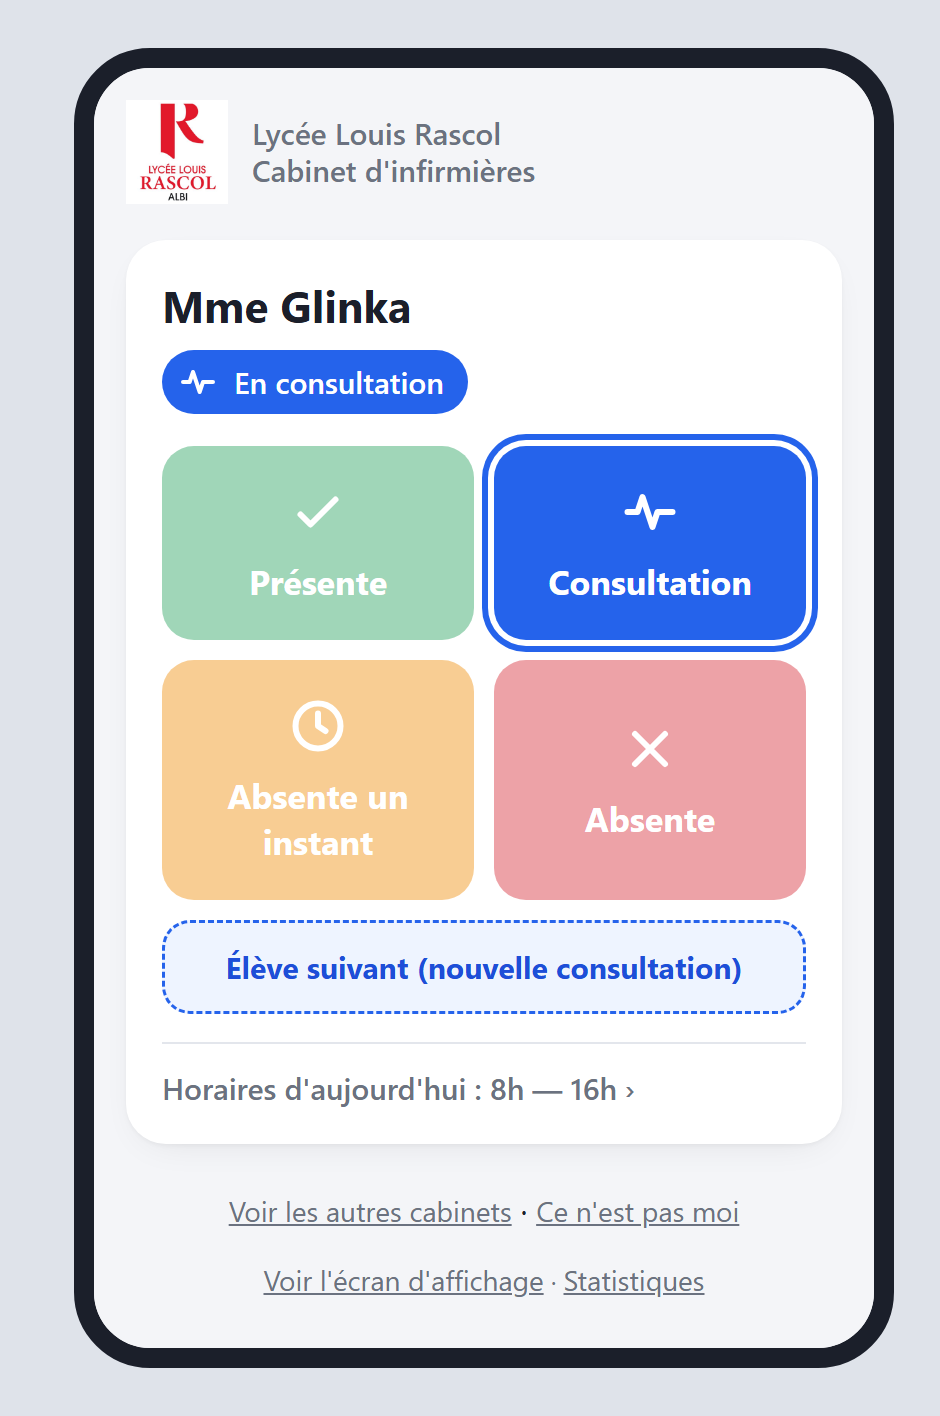 LYCÉE LOUIS
RASCOL
ALBI
Lycée Louis Rascol
Cabinet d'infirmières
Mme Glinka
En consultation
Présente
Consultation
Absente un
instant
Absente
Élève suivant (nouvelle consultation)
Horaires d'aujourd'hui : 8h — 16h ›
Voir les autres cabinets · Ce n'est pas moi
Voir l'écran d'affichage · Statistiques